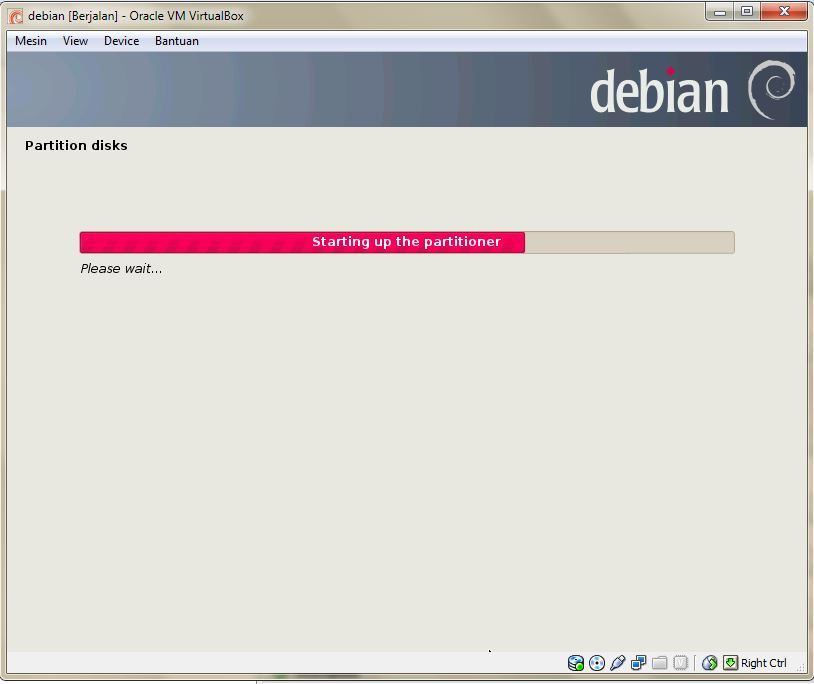 debian [Berjalan] - Oracle VM VirtualBox
Mesin View Device Bantuan
debian
Partition disks
Starting up the partitioner
Please wait...
Right Ctrl